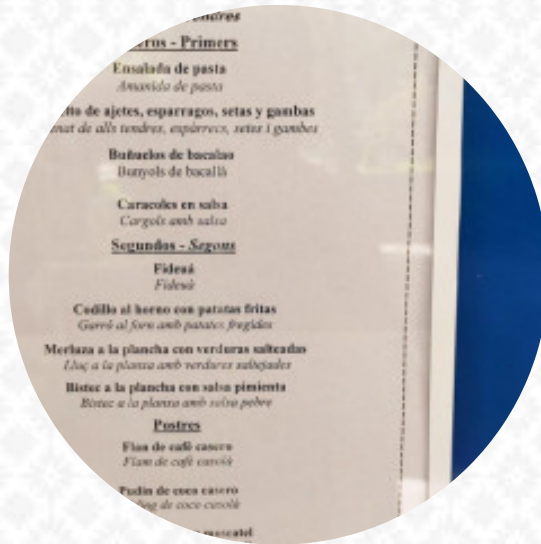 Primers
Ensalada de pasta
Amanida de pasta
de ajetes, esparragos, setas y gambas
de alls tendres, espàrrecs, setes i gambes
Buñuelos de bacalao
Bunyols de bacallà
Caracoles en salsa
Cargols amb salsa
Segundos - Segons
Fideuá
Fideuà
Codillo al horno con patatas fritas
Garró al forn amb patates fregides
Merluza a la plancha con verduras salteadas
Lluç a la planxa amb verdures saltejades
Bistec a la plancha con salsa pimienta
Bistec a la planxa amb salsa pebre
Postres
Flan de café casero
Flam de café casolà
Pudin de coco casero
de coco casolà
moscatel